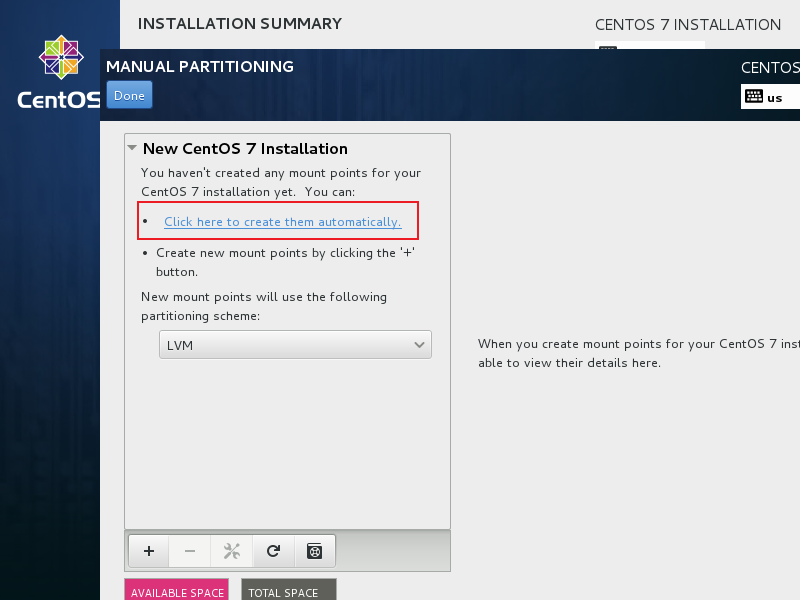 INSTALLATION SUMMARY
CENTOS 7 INSTALLATION
MANUAL PARTITIONING
CENTOS
CentOS
Done
us
New CentOS 7 Installation
You haven't created any mount points for your
CentOS 7 installation yet. You can:
• Click here to create them automatically.
• Create new mount points by clicking the '+'
button.
New mount points will use the following
partitioning scheme:
LVM
When you create mount points for your CentOS 7 inst
able to view their details here.
+ −
AVAILABLE SPACE
TOTAL SPACE